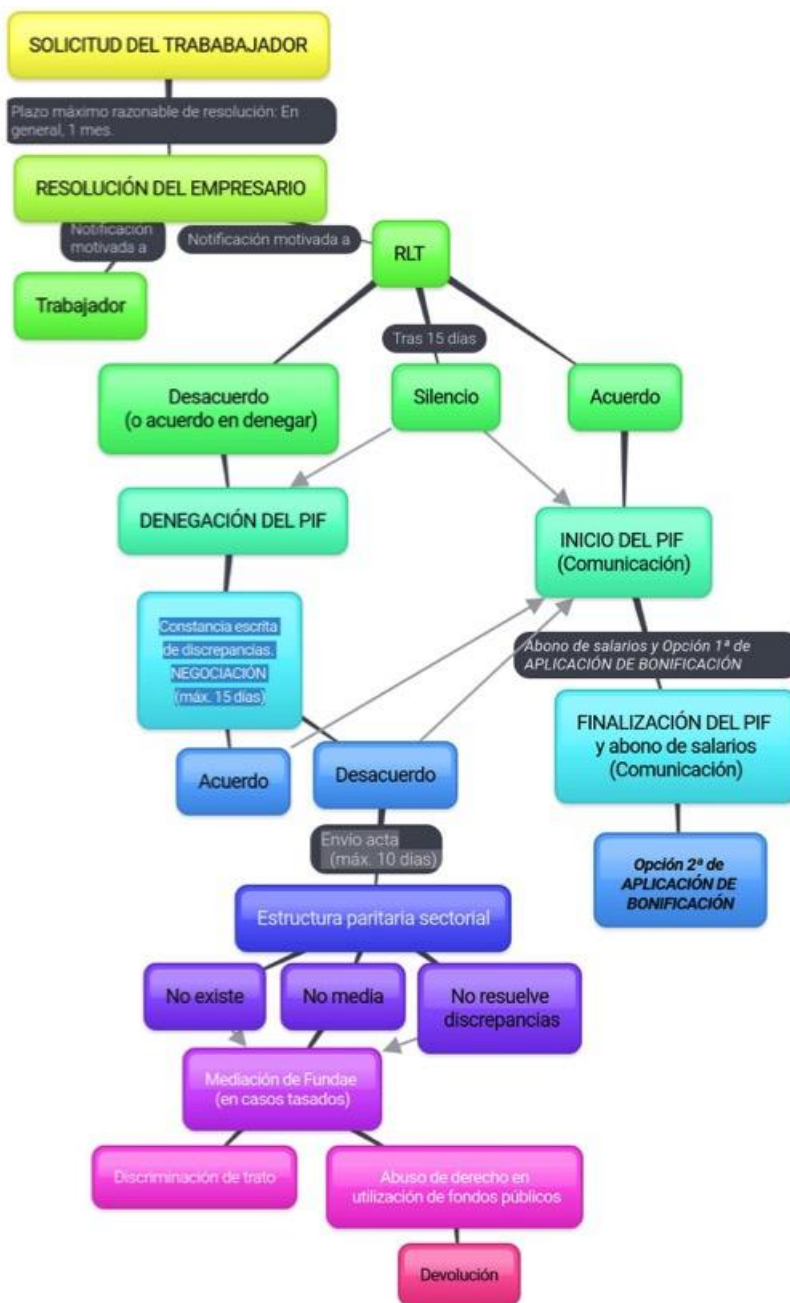 SOLICITUD DEL TRABABAJADOR
Plazo máximo razonable de resolución: En
general, 1 mes.
RESOLUCIÓN DEL EMPRESARIO
Notificación
motivada a
Notificación motivada a
RLT
Trabajador
Tras 15 días
Desacuerdo
(o acuerdo en denegar)
Silencio
Acuerdo
DENEGACIÓN DEL PIF
INICIO DEL PIF
(Comunicación)
Constancia escrita
de discrepancias.
NEGOCIACIÓN
(máx. 15 días)
Abono de salarios y Opción 1ª de
APLICACIÓN DE BONIFICACIÓN
FINALIZACIÓN DEL PIF
y abono de salarios
(Comunicación)
Acuerdo
Desacuerdo
Envío acta
(máx. 10 días)
Opción 2ª de
APLICACIÓN DE
BONIFICACIÓN
Estructura paritaria sectorial
No existe
No media
No resuelve
discrepancias
Mediación de Fundae
(en casos tasados)
Discriminación de trato
Abuso de derecho en
utilización de fondos públicos
Devolución